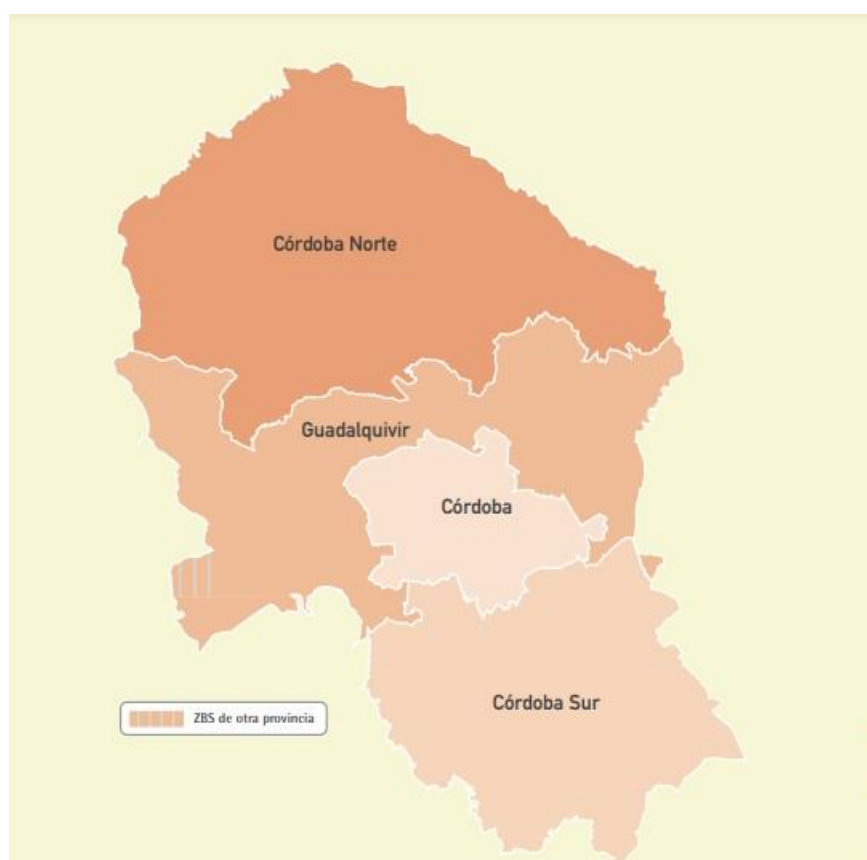 Córdoba Norte
Guadalquivir
Córdoba
Córdoba Sur
ZBS de otra provincia